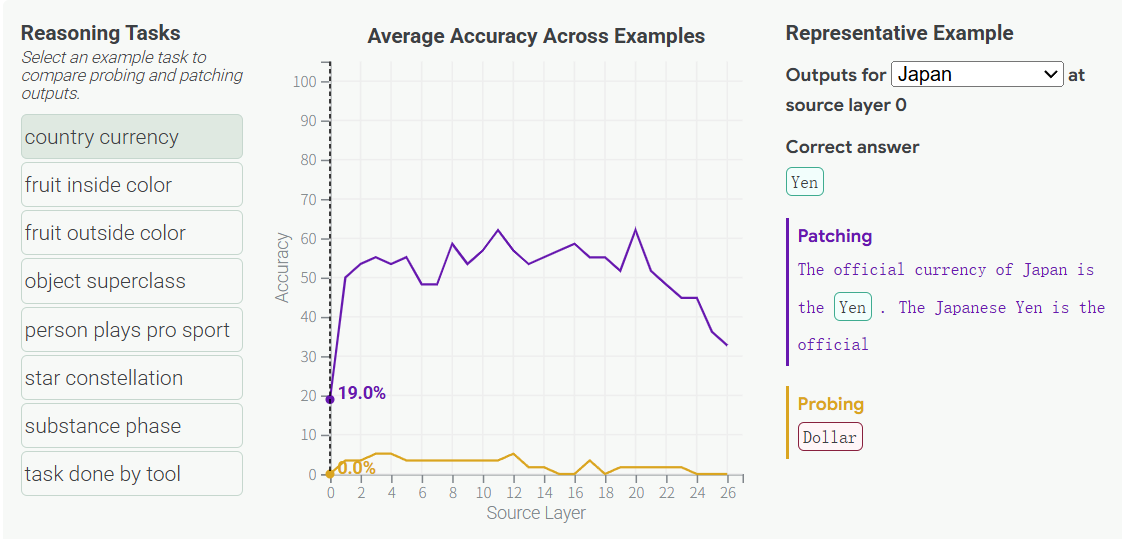 Reasoning Tasks
Select an example task to
compare probing and patching
outputs.
country currency
fruit inside color
fruit outside color
object superclass
person plays pro sport
star constellation
substance phase
task done by tool
Average Accuracy Across Examples
Accuracy
100
90
80
70
60
50
40
30
20
10
0
19.0%
0.0%
0 2 4 6 8 10 12 14 16 18 20 22 24 26
Source Layer
Representative Example
Outputs for Japan at
source layer 0
Correct answer
Yen
Patching
The official currency of Japan is
the Yen . The Japanese Yen is the
official
Probing
Dollar